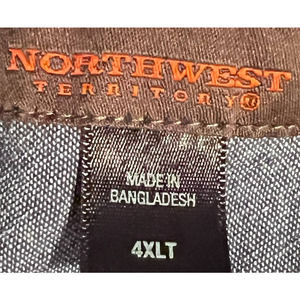 NORTHWEST
TERRITORY®
MADE IN
BANGLADESH
4XLT